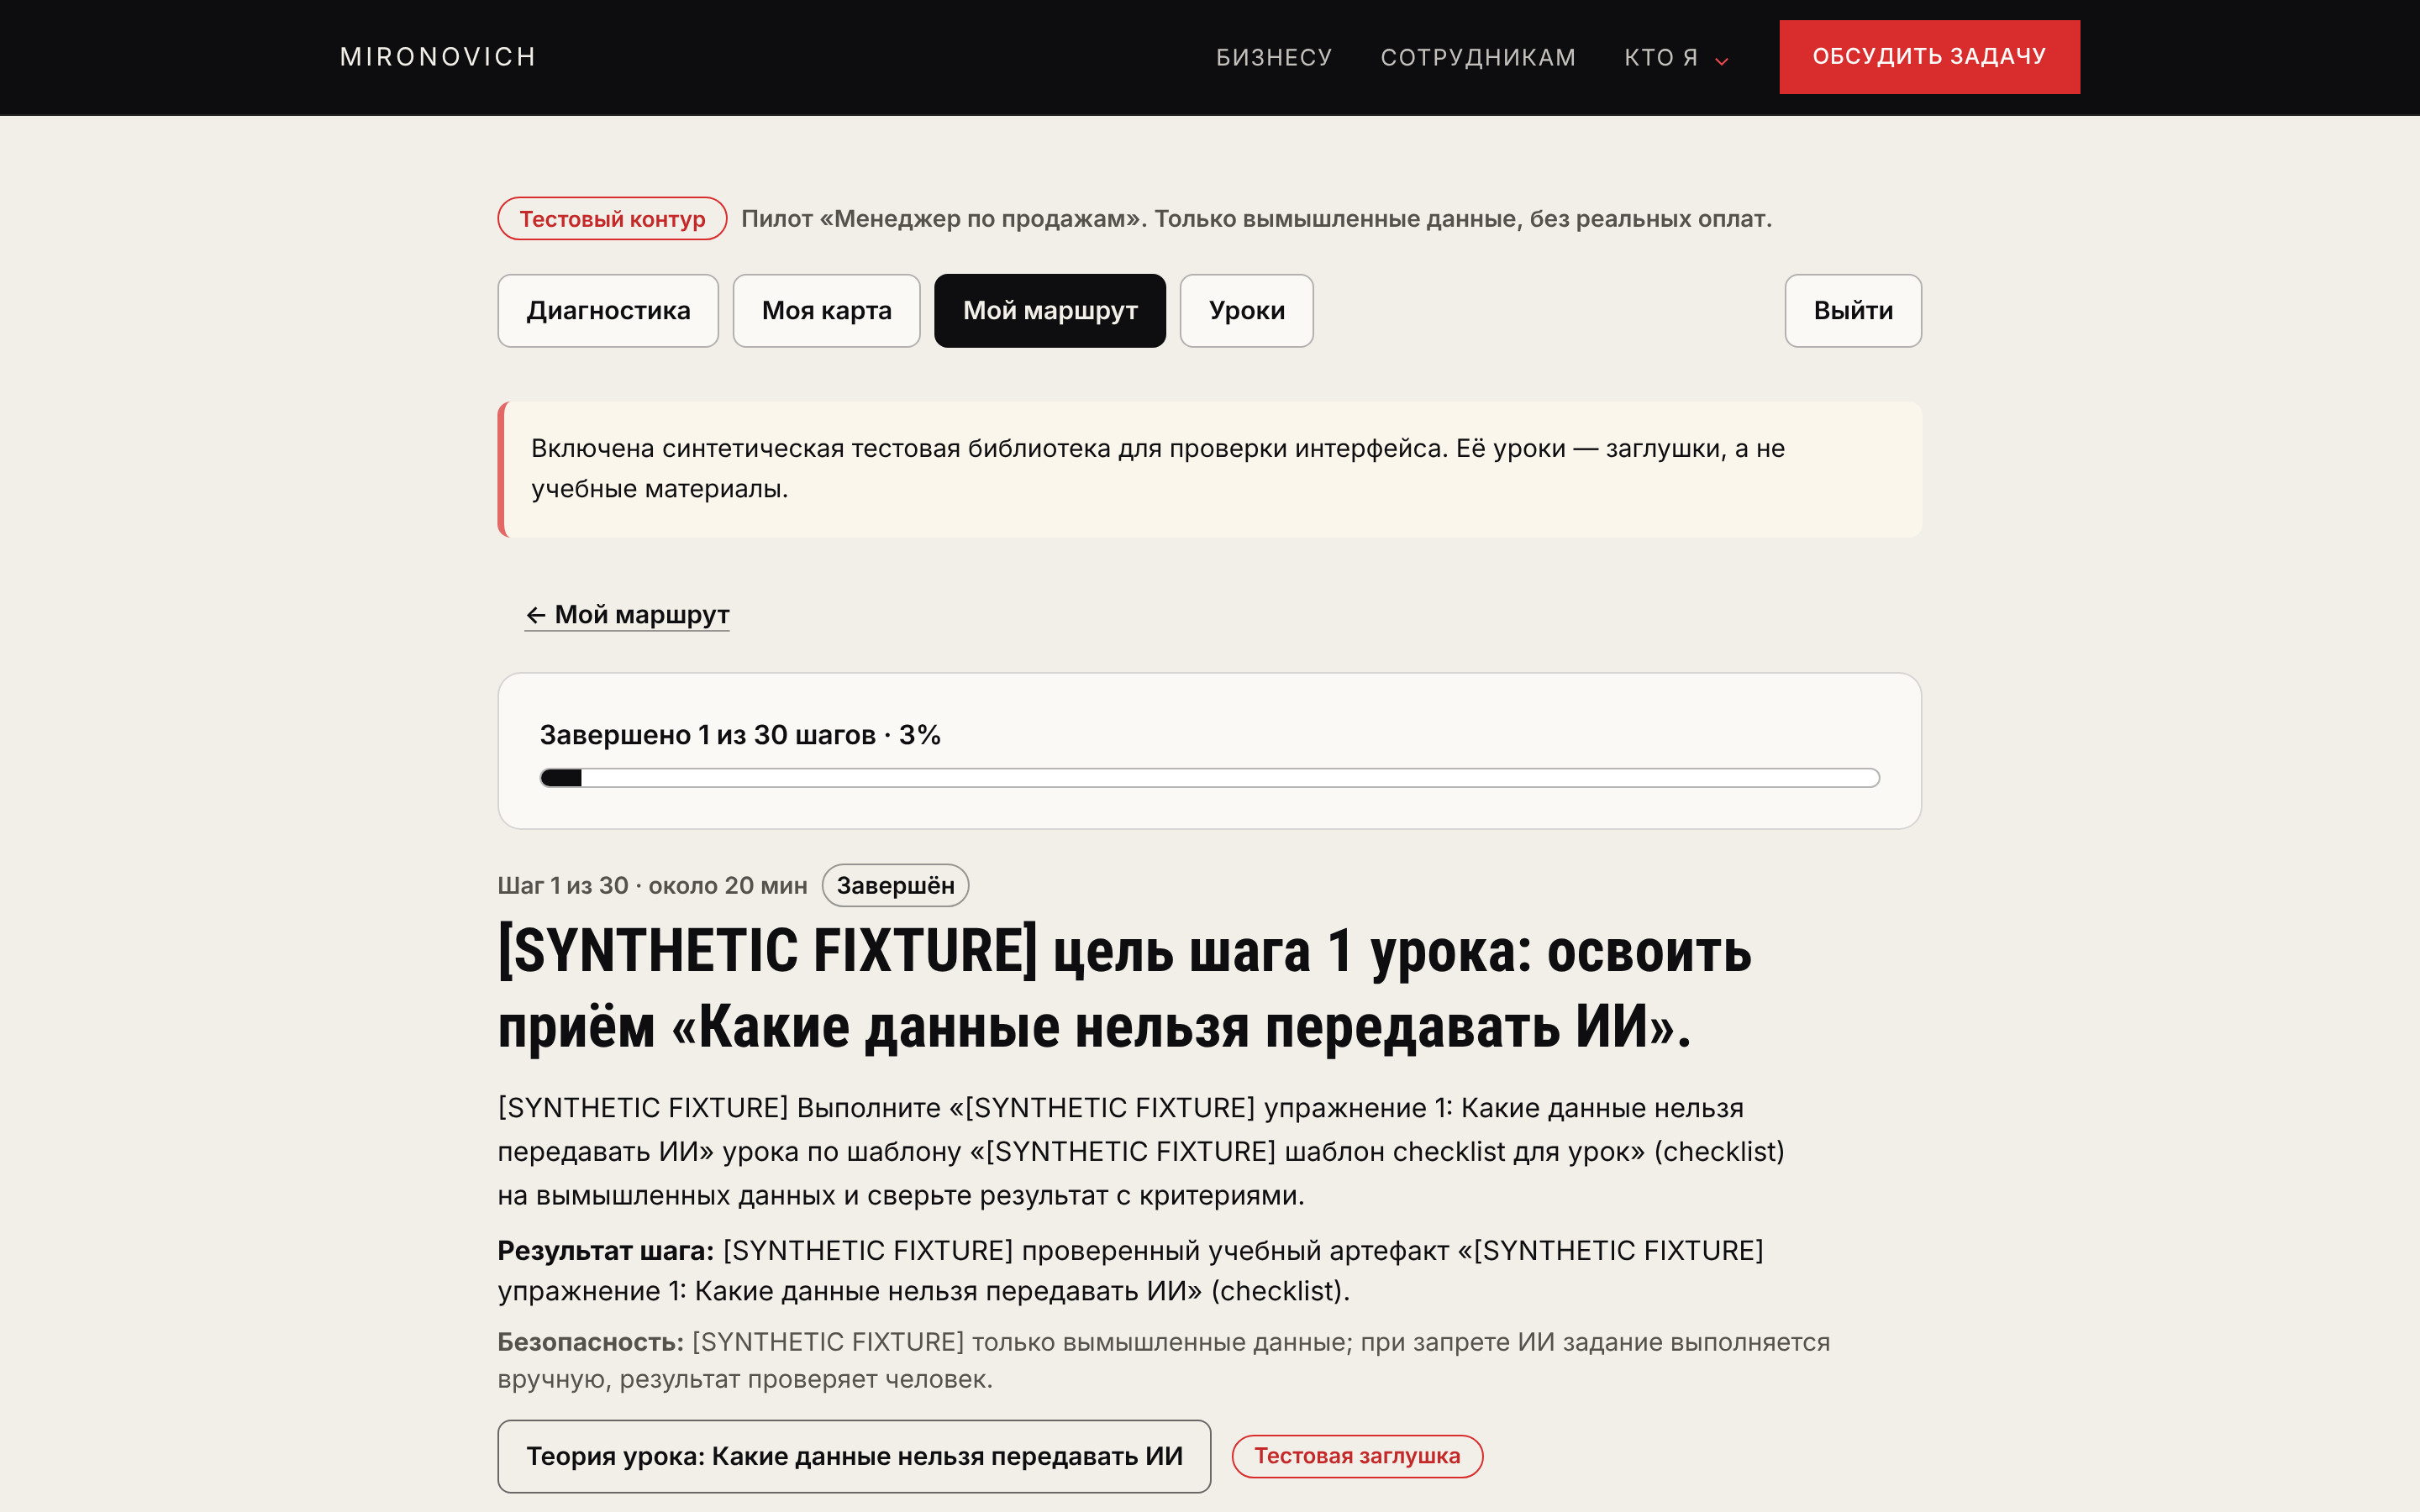 MIRONOVICH
БИЗНЕСУ
СОТРУДНИКАМ
КТО Я
ОБСУДИТЬ ЗАДАЧУ
Тестовый контур
Пилот «Менеджер по продажам». Только вымышленные данные, без реальных оплат.
Диагностика
Моя карта
Мой маршрут
Уроки
Выйти
Включена синтетическая тестовая библиотека для проверки интерфейса. Её уроки — заглушки, а не
учебные материалы.
← Мой маршрут
Завершено 1 из 30 шагов · 3%
Шаг 1 из 30 · около 20 мин
Завершён
[SYNTHETIC FIXTURE] цель шага 1 урока: освоить
приём «Какие данные нельзя передавать ИИ».
[SYNTHETIC FIXTURE] Выполните «[SYNTHETIC FIXTURE] упражнение 1: Какие данные нельзя
передавать ИИ» урока по шаблону «[SYNTHETIC FIXTURE] шаблон checklist для урок» (checklist)
на вымышленных данных и сверьте результат с критериями.
Результат шага: [SYNTHETIC FIXTURE] проверенный учебный артефакт «[SYNTHETIC FIXTURE]
упражнение 1: Какие данные нельзя передавать ИИ» (checklist).
Безопасность: [SYNTHETIC FIXTURE] только вымышленные данные; при запрете ИИ задание выполняется
вручную, результат проверяет человек.
Теория урока: Какие данные нельзя передавать ИИ
Тестовая заглушка